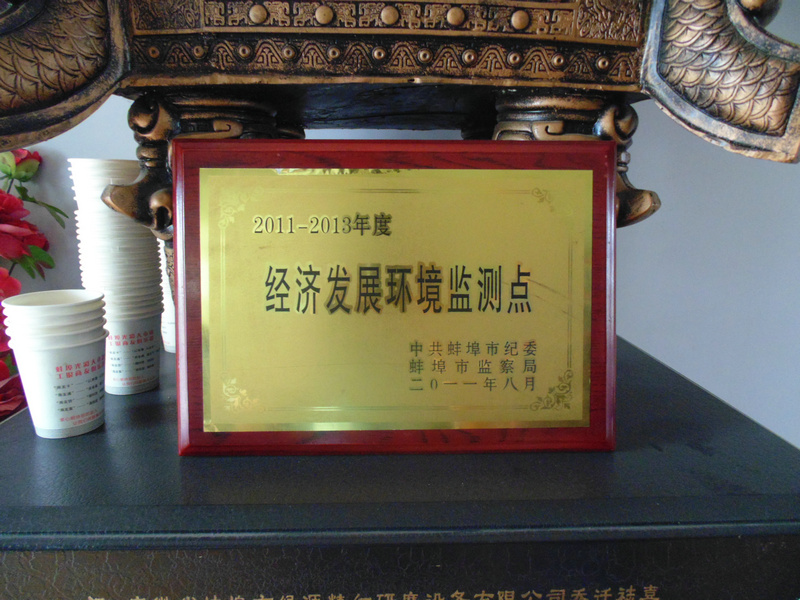 2011-2013年度
经济发展环境监测点
中共蚌埠市纪委
蚌埠市监察局
二0一一年八月